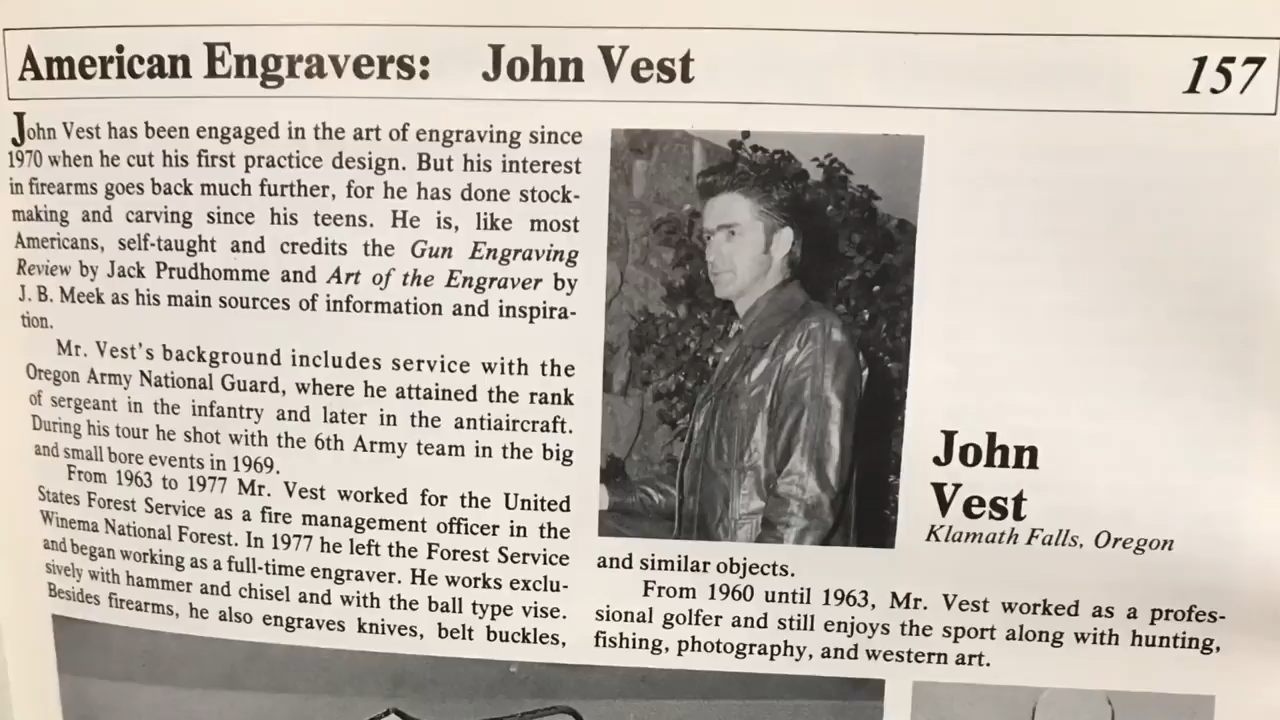 American Engravers: John Vest 157
John Vest has been engaged in the art of engraving since
1970 when he cut his first practice design. But his interest
in firearms goes back much further, for he has done stock-
making and carving since his teens. He is, like most
Americans, self-taught and credits the Gun Engraving
Review by Jack Prudhomme and Art of the Engraver by
J. B. Meek as his main sources of information and inspira-
tion.
Mr. Vest's background includes service with the
Oregon Army National Guard, where he attained the rank
of sergeant in the infantry and later in the antiaircraft.
During his tour he shot with the 6th Army team in the big
and small bore events in 1969.
From 1963 to 1977 Mr. Vest worked for the United
States Forest Service as a fire management officer in the
Winema National Forest. In 1977 he left the Forest Service
and began working as a full-time engraver. He works exclu-
sively with hammer and chisel and with the ball type vise.
Besides firearms, he also engraves knives, belt buckles,
John
Vest
Klamath Falls, Oregon
and similar objects.
From 1960 until 1963, Mr. Vest worked as a profes-
sional golfer and still enjoys the sport along with hunting,
fishing, photography, and western art.